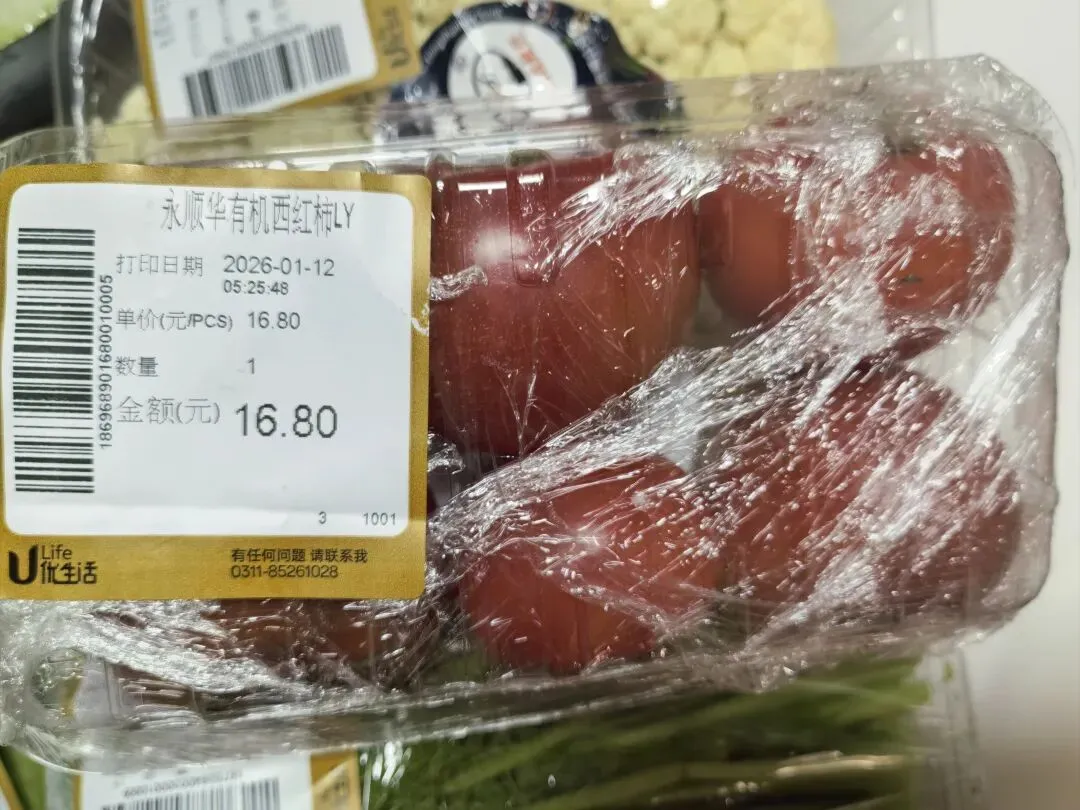 永顺华有机西红柿LY
打印日期 2026-01-12
05:25:48
单价(元/PCS) 16.80
数量 1
金额(元) 16.80
1869689016800010005
3 1001
U Life
优生活
有任何问题 请联系我
0311-85261028